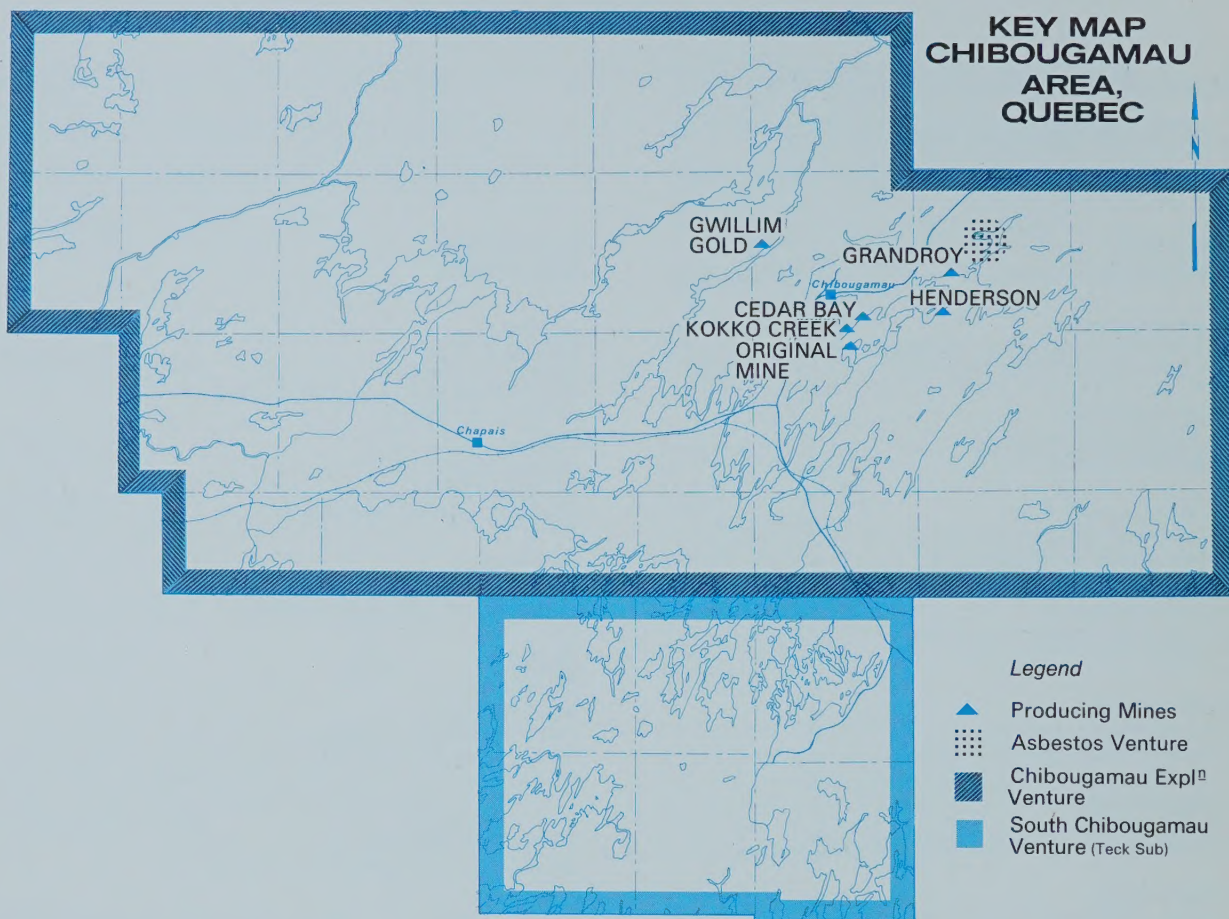 KEY MAP
CHIBOUGAMAU
AREA,
QUEBEC
N
GWILLIM
GOLD
GRANDROY
Chibougamau
HENDERSON
CEDAR BAY
KOKKO CREEK
ORIGINAL
MINE
Chapais
Legend
Producing Mines
Asbestos Venture
Chibougamau Explⁿ
Venture
South Chibougamau
Venture (Teck Sub)